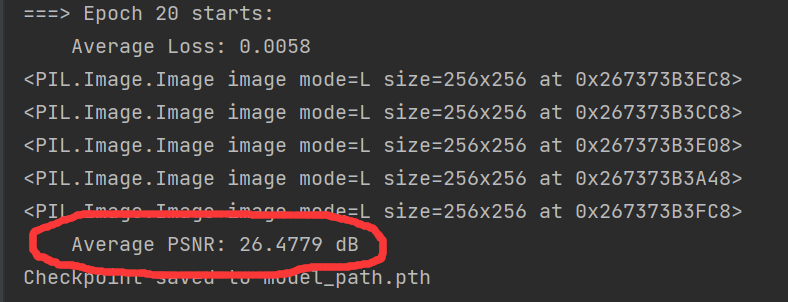 ===> Epoch 20 starts:
Average Loss: 0.0058
<PIL.Image.Image image mode=L size=256x256 at 0x267373B3EC8>
<PIL.Image.Image image mode=L size=256x256 at 0x267373B3CC8>
<PIL.Image.Image image mode=L size=256x256 at 0x267373B3E08>
<PIL.Image.Image image mode=L size=256x256 at 0x267373B3A48>
<PIL.Image.Image image mode=L size=256x256 at 0x267373B3FC8>
Average PSNR: 26.4779 dB
Checkpoint saved to model_path.pth